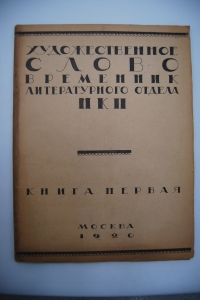 ХУДОЖЕСТВЕННОЕ
СЛОВО
ВРЕМЕННИК
ЛИТЕРАТУРНОГО ОТДЕЛА
НКП
КНИГА ПЕРВАЯ
МОСКВА
1920